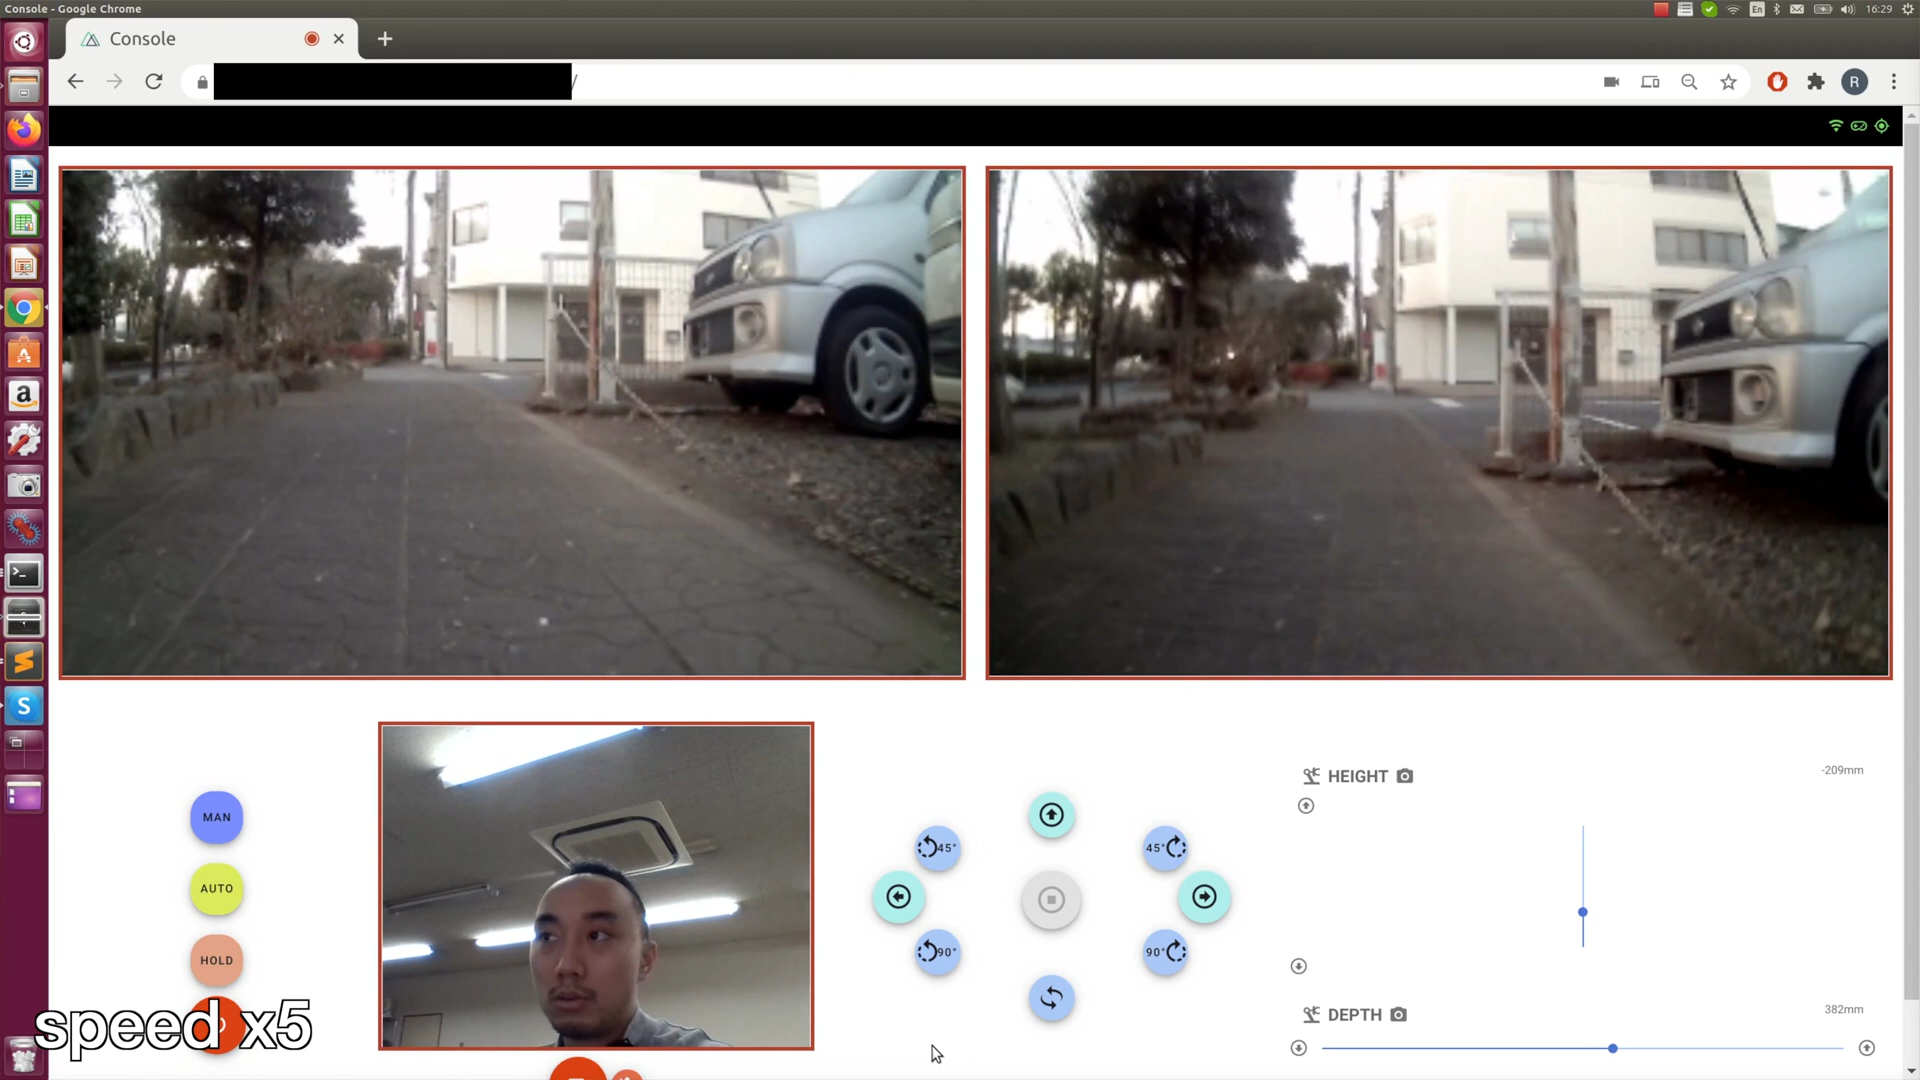 Console - Google Chrome
En
16:29
Console
/
R
-209mm
HEIGHT
MAN
45°
45°
AUTO
HOLD
90°
90°
speed x5
382mm
DEPTH